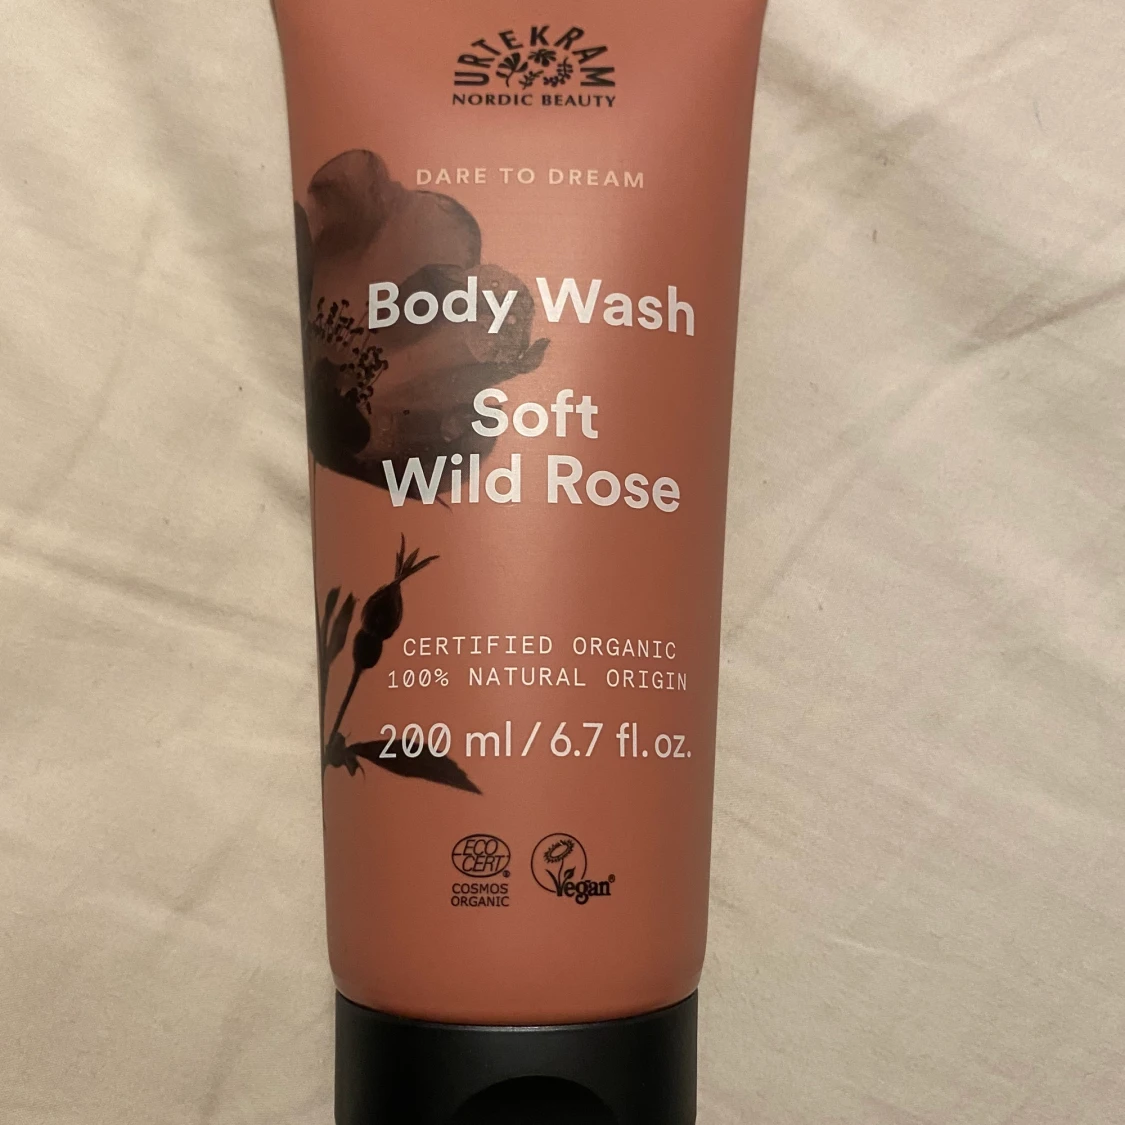 URTEKRAM
NORDIC BEAUTY
DARE TO DREAM
Body Wash
Soft
Wild Rose
CERTIFIED ORGANIC
100% NATURAL ORIGIN
200 ml / 6.7 fl. oz.
ECO
CERT®
COSMOS
ORGANIC
Vegan®